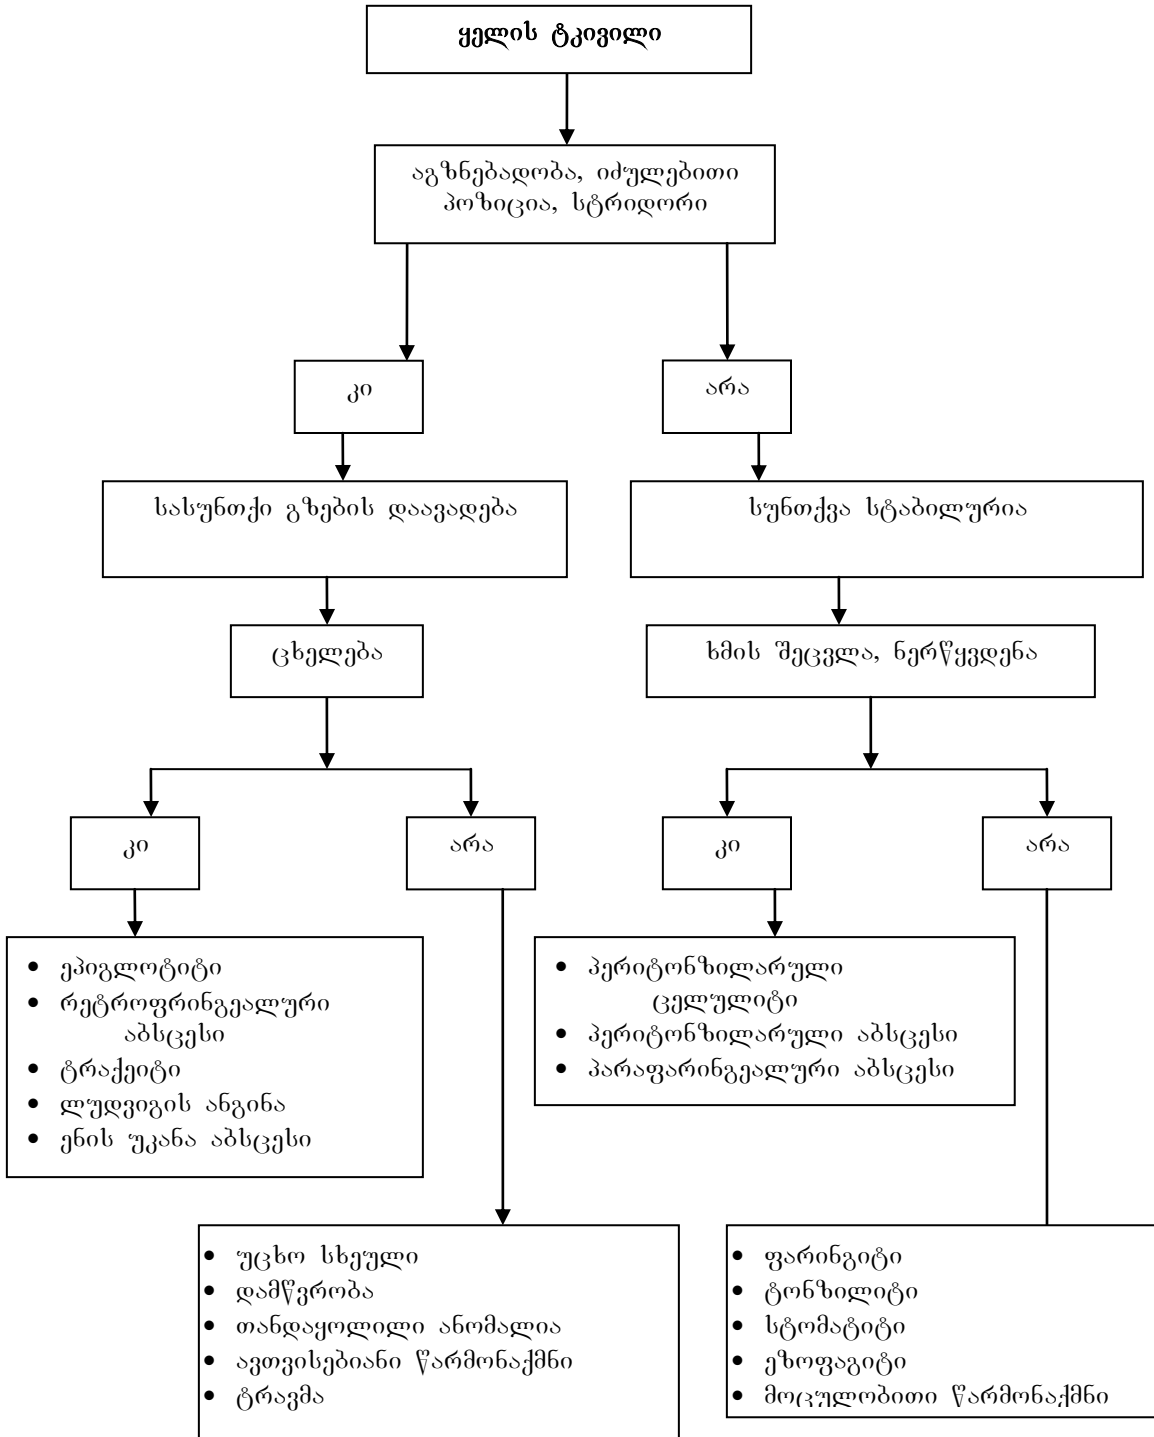 ყელის ტკივილი
აგზნებადობა, იძულებითი
პოზიცია, სტრიდორი
კი
არა
სასუნთქი გზების დაავადება
სუნთქვა სტაბილურია
ცხელება
ხმის შეცვლა, ნერწყვდენა
კი
არა
კი
არა
• ეპიგლოტიტი
• რეტროფრინგეალური
აბსცესი
• ტრაქეიტი
• ლუდვიგის ანგინა
• ენის უკანა აბსცესი
• პერიტონზილარული
ცელულიტი
• პერიტონზილარული აბსცესი
• პარაფარინგეალური აბსცესი
• უცხო სხეული
• დამწვრობა
• თანდაყოლილი ანომალია
• ავთვისებიანი წარმონაქმნი
• ტრავმა
• ფარინგიტი
• ტონზილიტი
• სტომატიტი
• ეზოფაგიტი
• მოცულობითი წარმონაქმნი